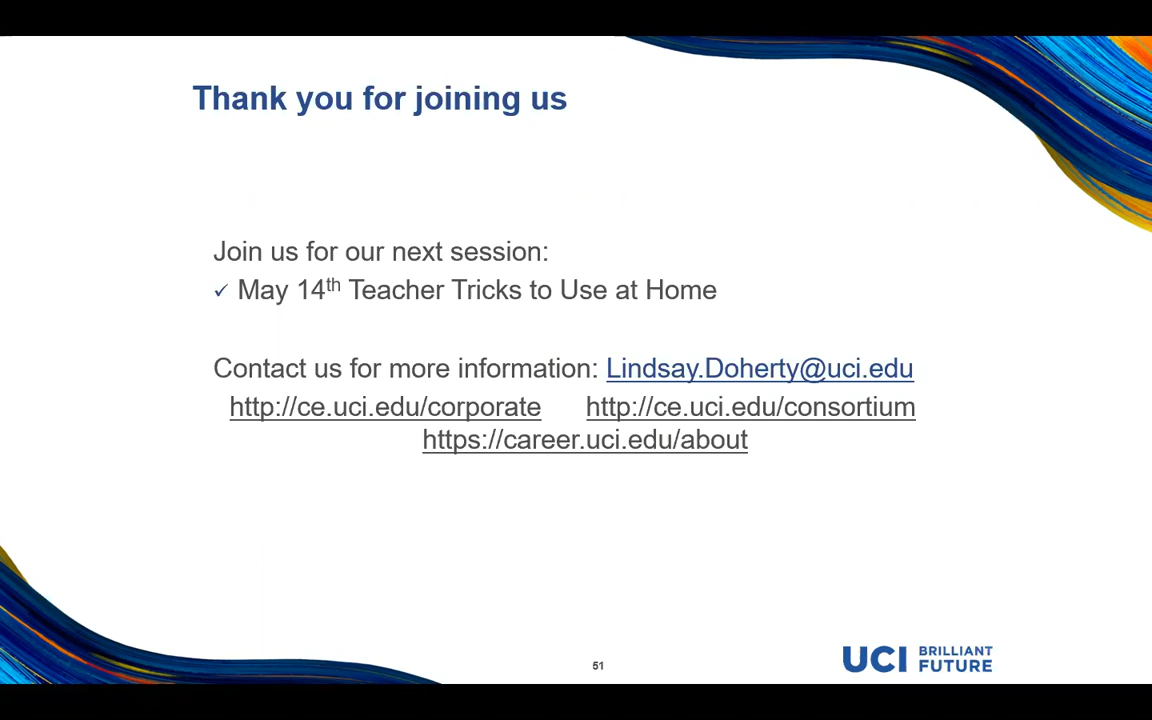 Thank you for joining us
Join us for our next session:
✓ May 14th Teacher Tricks to Use at Home
Contact us for more information: Lindsay.Doherty@uci.edu
http://ce.uci.edu/corporate http://ce.uci.edu/consortium
https://career.uci.edu/about
51
UCI BRILLIANT
FUTURE